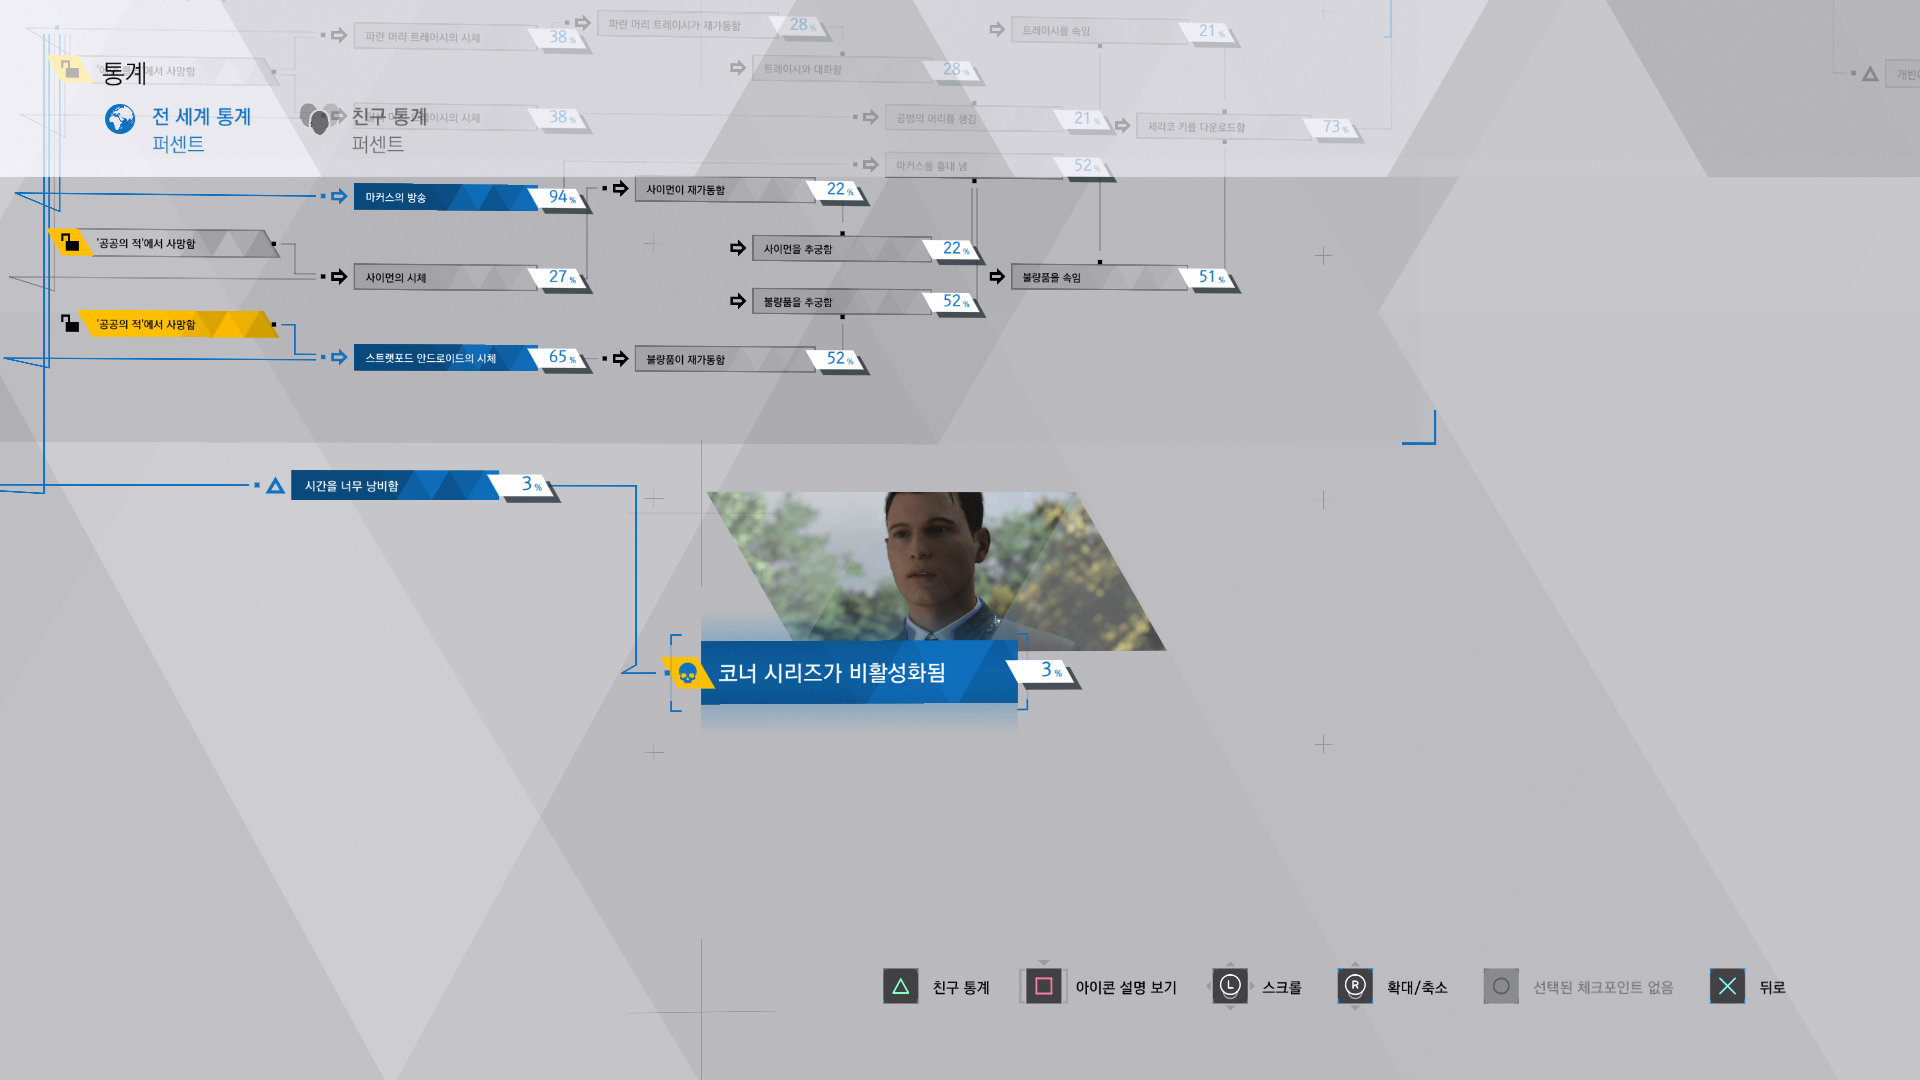 파란 머리 트레이시가 재가동함 28%
트레이시를 속임 21%
파란 머리 트레이시의 시체 38%
트레이시와 대화함 28%
통계
에서 사망함
전 세계 통계
퍼센트
친구 통계
퍼센트
이시의 시체 38%
공범의 머리를 챙김 21%
제리코 키를 다운로드함 73%
마커스를 흉내 냄 52%
마커스의 방송 94%
사이먼이 재가동함 22%
'공공의 적'에서 사망함
사이먼을 추궁함 22%
사이먼의 시체 27%
불량품을 속임 51%
불량품을 추궁함 52%
'공공의 적'에서 사망함
스트랫포드 안드로이드의 시체 65%
불량품이 재가동함 52%
시간을 너무 낭비함 3%
코너 시리즈가 비활성화됨 3%
친구 통계
아이콘 설명 보기
L 스크롤
R 확대/축소
선택된 체크포인트 없음
뒤로